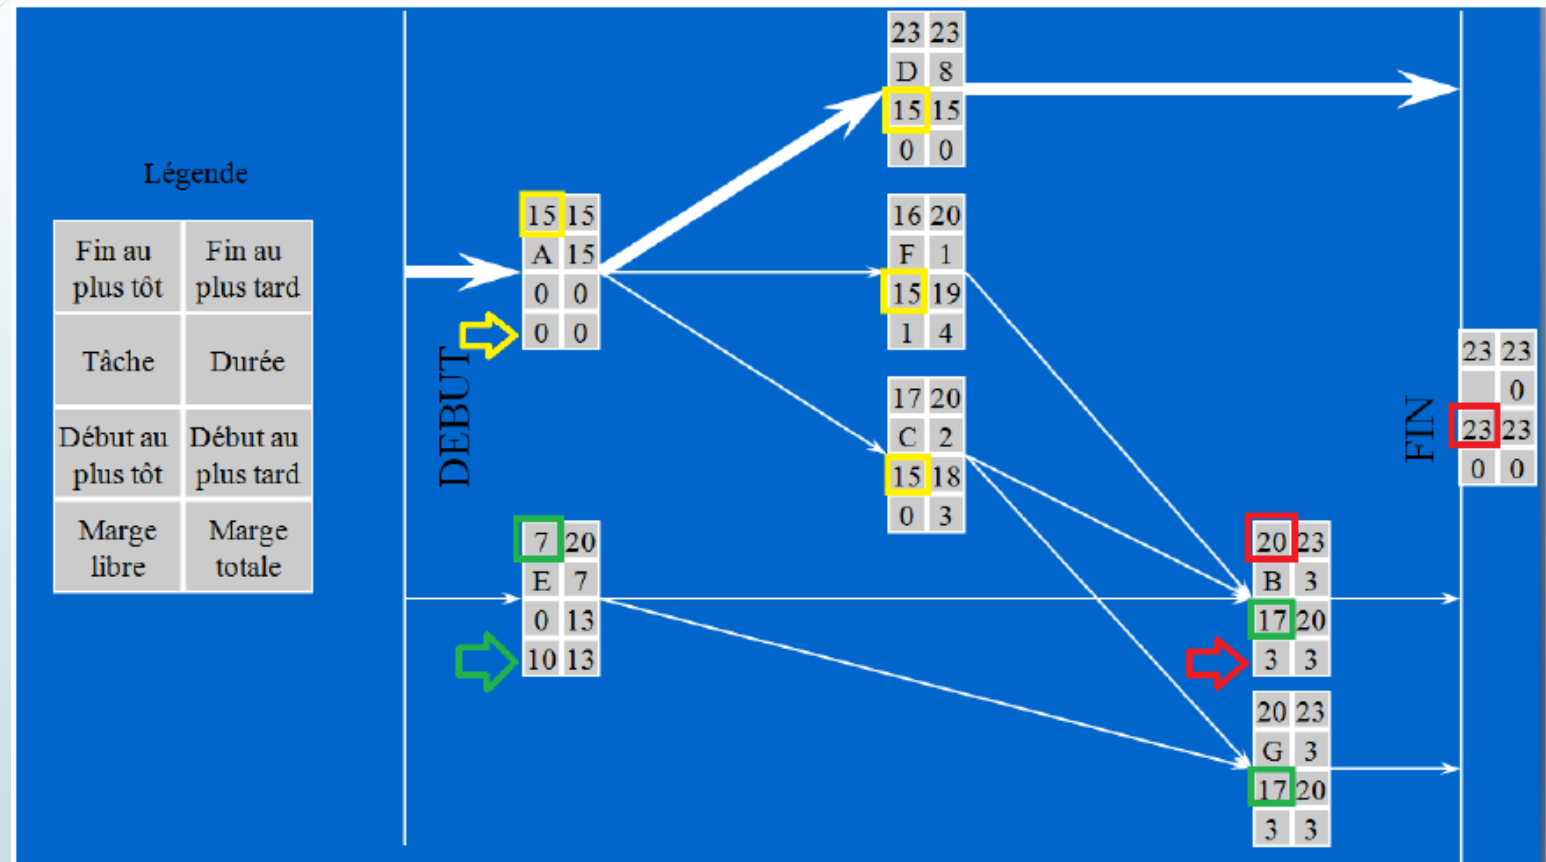 Légende
Fin au
plus tôt
Fin au
plus tard
Tâche
Durée
Début au
plus tôt
Début au
plus tard
Marge
libre
Marge
totale
DEBUT
15 15
A 15
0 0
0 0
7 20
E 7
0 13
10 13
23 23
D 8
15 15
0 0
16 20
F 1
15 19
1 4
17 20
C 2
15 18
0 3
20 23
B 3
17 20
3 3
20 23
G 3
17 20
3 3
FIN
23 23
0
23 23
0 0